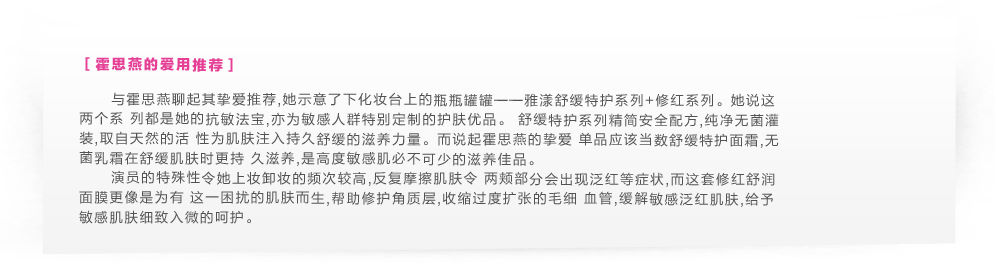 [ 霍思燕的爱用推荐 ]
与霍思燕聊起其挚爱推荐,她示意了下化妆台上的瓶瓶罐罐——雅漾舒缓特护系列+修红系列。她说这
两个系 列都是她的抗敏法宝,亦为敏感人群特别定制的护肤优品。 舒缓特护系列精简安全配方,纯净无菌灌
装,取自天然的活 性为肌肤注入持久舒缓的滋养力量。而说起霍思燕的挚爱 单品应该当数舒缓特护面霜,无
菌乳霜在舒缓肌肤时更持 久滋养,是高度敏感肌必不可少的滋养佳品。
演员的特殊性令她上妆卸妆的频次较高,反复摩擦肌肤令 两颊部分会出现泛红等症状,而这套修红舒润
面膜更像是为有 这一困扰的肌肤而生,帮助修护角质层,收缩过度扩张的毛细 血管,缓解敏感泛红肌肤,给予
敏感肌肤细致入微的呵护。